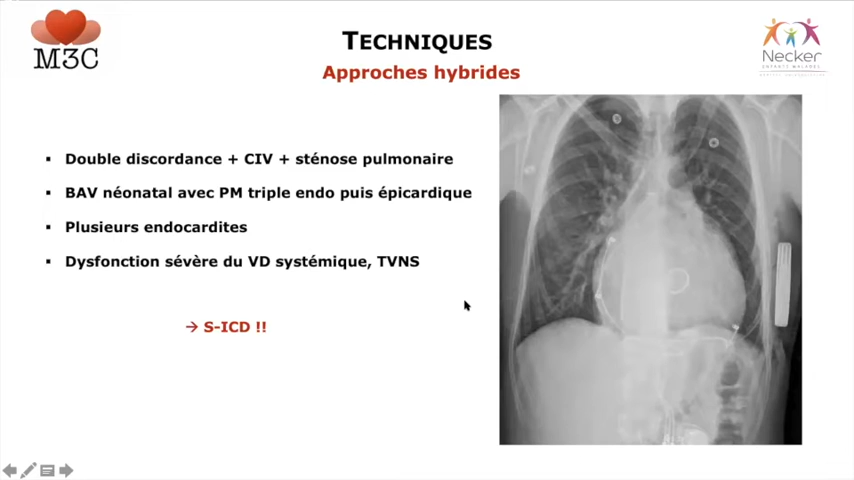 M3C
TECHNIQUES
Approches hybrides
Necker
ENFANTS MALADES
Double discordance + CIV + sténose pulmonaire
BAV néonatal avec PM triple endo puis épicardique
Plusieurs endocardites
Dysfonction sévère du VD systémique, TVNS
→ S-ICD !!